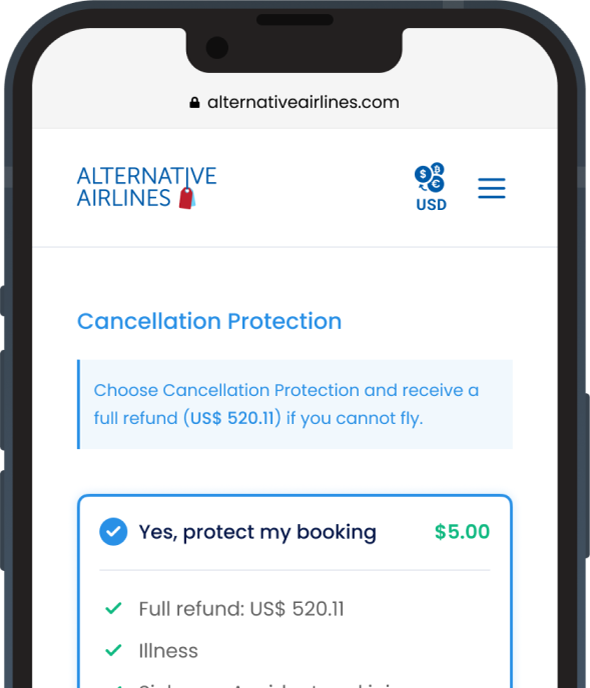 alternativeairlines.com
ALTERNATIVE
AIRLINES
USD
Cancellation Protection
Choose Cancellation Protection and receive a
full refund (US$ 520.11) if you cannot fly.
Yes, protect my booking $5.00
Full refund: US$ 520.11
Illness